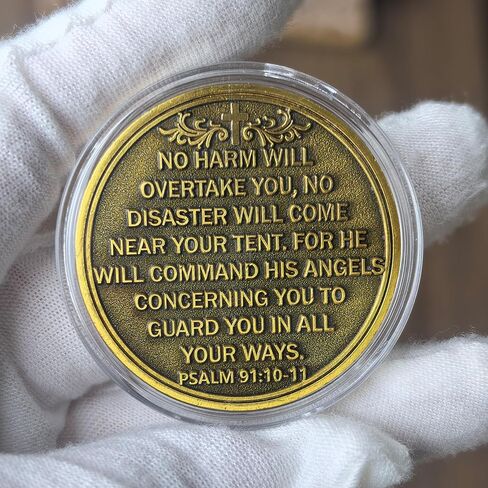 NO HARM WILL
OVERTAKE YOU, NO
DISASTER WILL COME
NEAR YOUR TENT. FOR HE
WILL COMMAND HIS ANGELS
CONCERNING YOU TO
GUARD YOU IN ALL
YOUR WAYS.
PSALM 91:10-11